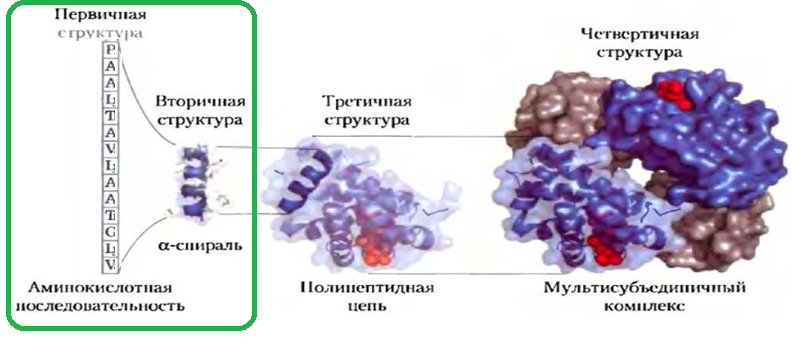 Первичная
структура
P
A
A
L
T
A
V
L
A
A
T
G
L
V
Аминокислотная
последовательность
Вторичная
структура
α-спираль
Третичная
структура
Полипептидная
цепь
Четвертичная
структура
Мультисубъединичный
комплекс